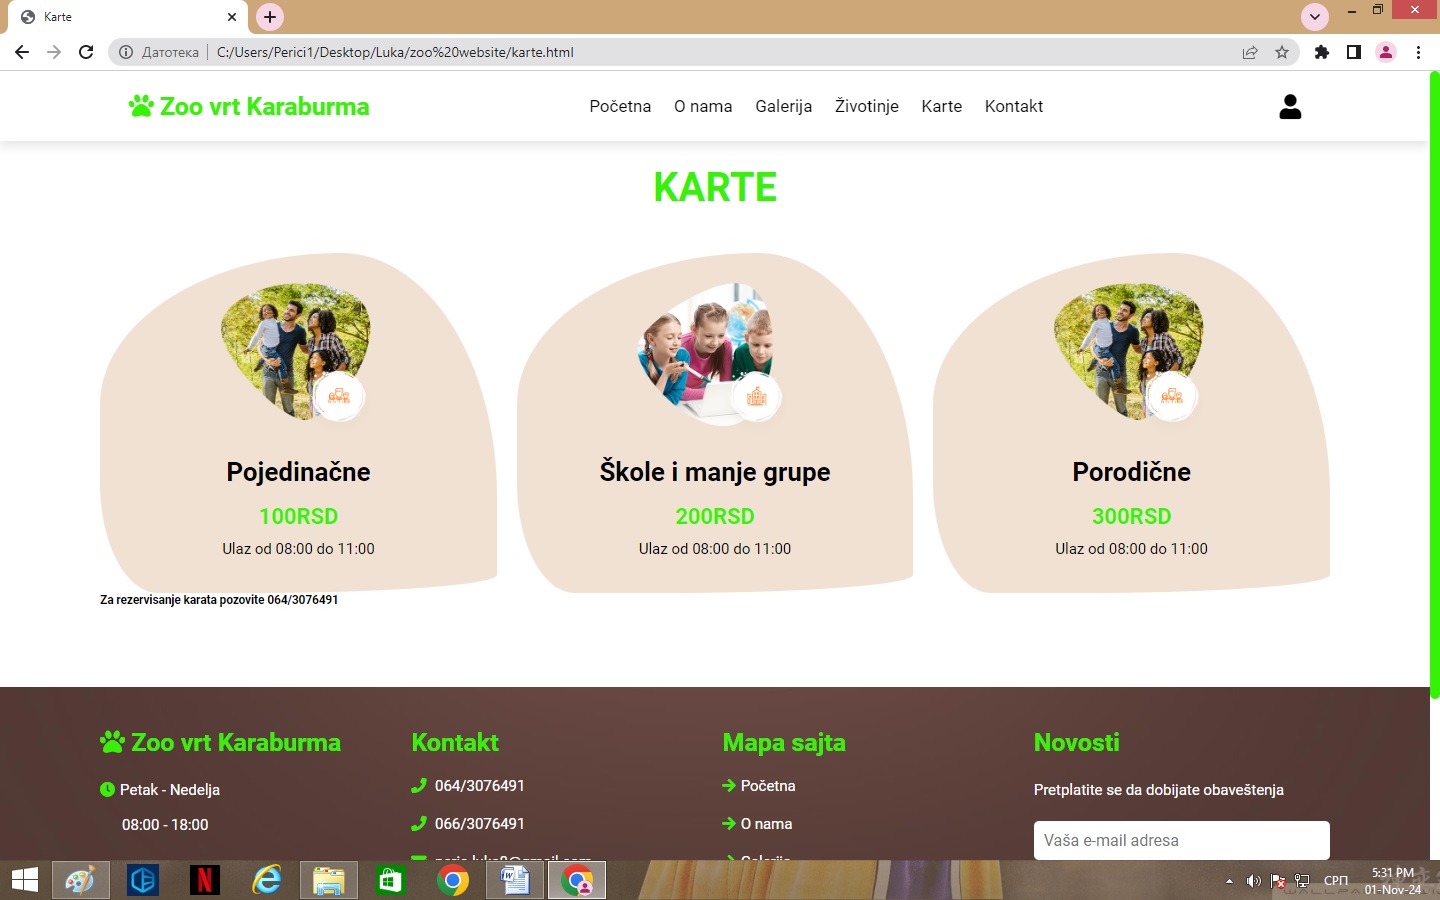 Karte
Датотека
C:/Users/Perici1/Desktop/Luka/zoo%20website/karte.html
Zoo vrt Karaburma
Početna O nama Galerija Životinje Karte Kontakt
KARTE
Pojedinačne
100RSD
Ulaz od 08:00 do 11:00
Škole i manje grupe
200RSD
Ulaz od 08:00 do 11:00
Porodične
300RSD
Ulaz od 08:00 do 11:00
Za rezervisanje karata pozovite 064/3076491
Zoo vrt Karaburma
Petak - Nedelja
08:00 - 18:00
Kontakt
064/3076491
066/3076491
Mapa sajta
Početna
O nama
Galerija
Novosti
Pretplatite se da dobijate obaveštenja
Vaša e-mail adresa
СРП
5:31 PM
01-Nov-24